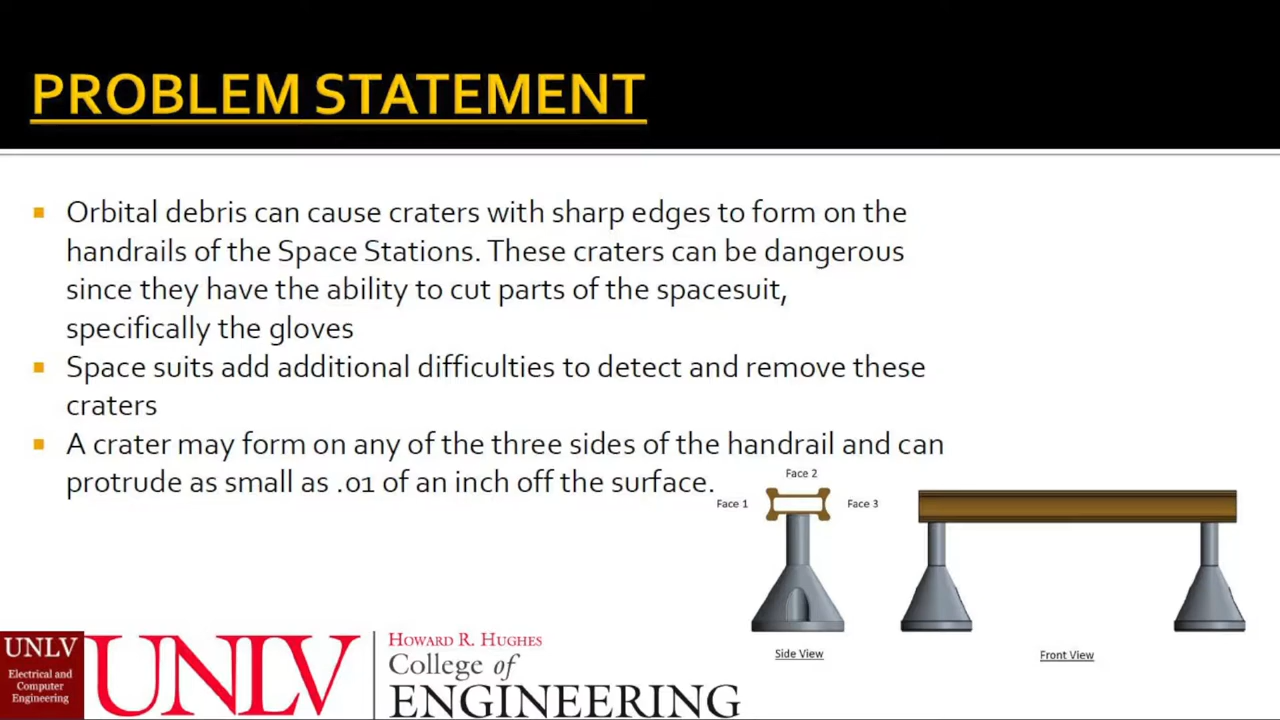 PROBLEM STATEMENT
Orbital debris can cause craters with sharp edges to form on the
handrails of the Space Stations. These craters can be dangerous
since they have the ability to cut parts of the spacesuit,
specifically the gloves
Space suits add additional difficulties to detect and remove these
craters
A crater may form on any of the three sides of the handrail and can
protrude as small as .01 of an inch off the surface.
Face 2
Face 1
Face 3
Side View
Front View
UNLV
Electrical and
Computer
Engineering
UNLV
HOWARD R. HUGHES
College of
ENGINEERING